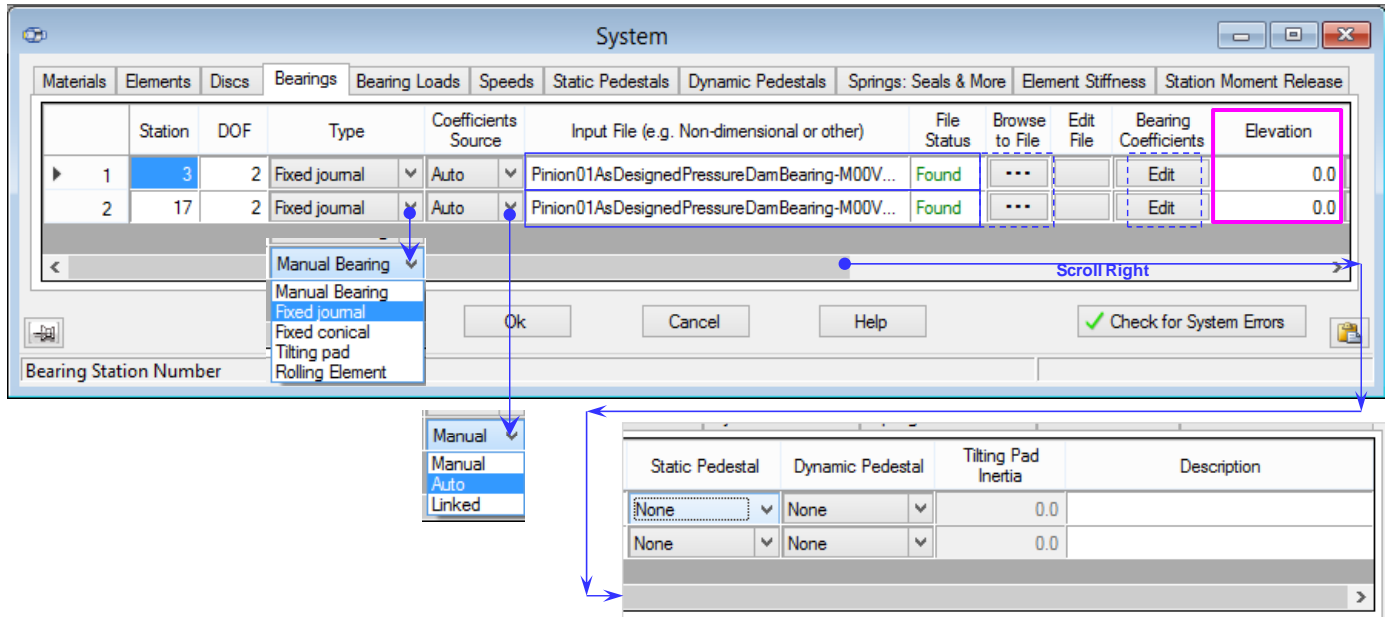 System
Materials Elements Discs Bearings Bearing Loads Speeds Static Pedestals Dynamic Pedestals Springs: Seals & More Element Stiffness Station Moment Release
Station DOF Type Coefficients Source Input File (e.g. Non-dimensional or other) File Status Browse to File Edit File Bearing Coefficients Elevation
1 3 2 Fixed journal Auto Pinion01AsDesignedPressureDamBearing-M00V... Found ... Edit 0.0
2 17 2 Fixed journal Auto Pinion01AsDesignedPressureDamBearing-M00V... Found ... Edit 0.0
Manual Bearing
Scroll Right
Manual Bearing
Fixed journal
Fixed conical
Tilting pad
Rolling Element
Ok Cancel Help Check for System Errors
Bearing Station Number
Manual
Manual
Auto
Linked
Static Pedestal Dynamic Pedestal Tilting Pad Inertia Description
None None 0.0
None None 0.0